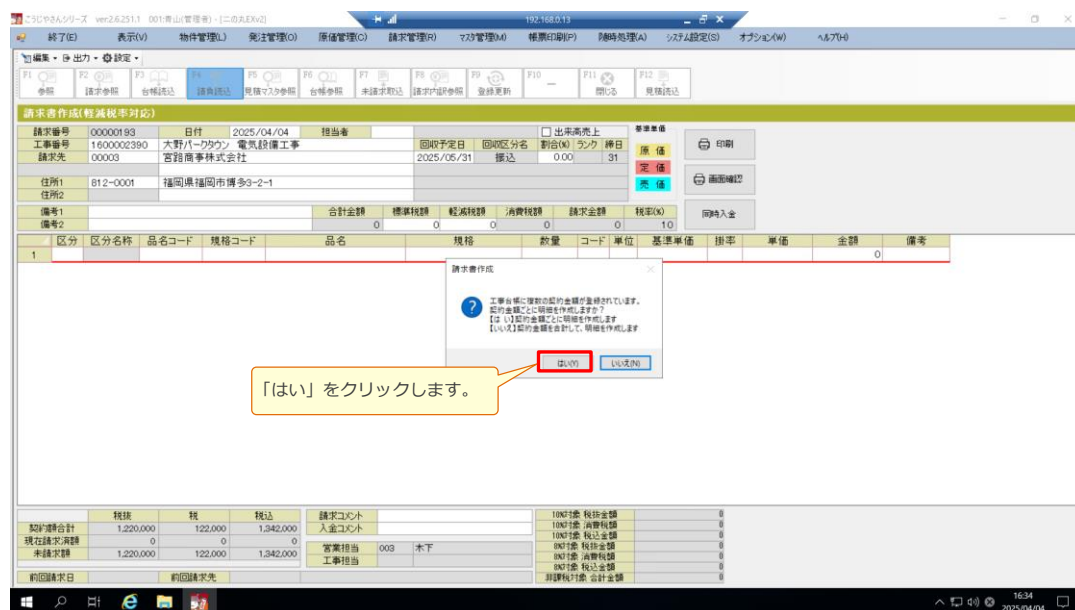 こうじやさんシリーズ ver.2.6.251.1 001:青山(管理者) - [二の丸EXv2]
192.168.0.13
終了(E) 表示(V) 物件管理(L) 発注管理(O) 原価管理(C) 請求管理(R) マスタ管理(M) 帳票印刷(P) 随時処理(A) システム設定(S) オプション(W) ヘルプ(H)
編集 出力 設定
F1 F2 F3 F4 F5 F6 F7 F8 F9 F10 F11 F12
参照 請求参照 台帳読込 請負読込 見積マスタ参照 台帳参照 未請求取込 請求内訳参照 登録更新 閉じる 見積読込
請求書作成(軽減税率対応)
請求番号 00000193 日付 2025/04/04 担当者 出来高売上 基準単価
工事番号 1600002390 大野パークタウン 電気設備工事 回収予定日 回収区分名 割合(%) ランク 締日 原 価 印刷
請求先 00003 宮路商事株式会社 2025/05/31 振込 0.00 31
定 価
住所1 812-0001 福岡県福岡市博多3-2-1 売 価 画面確認
住所2
備考1 合計金額 標準税額 軽減税額 消費税額 請求金額 税率(%) 同時入金
備考2 0 0 0 0 0 10
区分 区分名称 品名コード 規格コード 品名 規格 数量 コード 単位 基準単価 掛率 単価 金額 備考
1 0
請求書作成
工事台帳に複数の契約金額が登録されています。
契約金額ごとに明細を作成しますか?
【は い】契約金額ごとに明細を作成します
【いいえ】契約金額を合計して、明細を作成します
はい(Y) いいえ(N)
「はい」をクリックします。
税抜 税 税込 請求コメント 10%対象 税抜金額 0
契約額合計 1,220,000 122,000 1,342,000 入金コメント 10%対象 消費税額 0
現在請求済額 0 0 0 10%対象 税込金額 0
未請求額 1,220,000 122,000 1,342,000 営業担当 003 木下 8%対象 税抜金額 0
工事担当 8%対象 消費税額 0
8%対象 税込金額 0
前回請求日 前回請求先 非課税対象 合計金額 0
16:34
2025/04/04